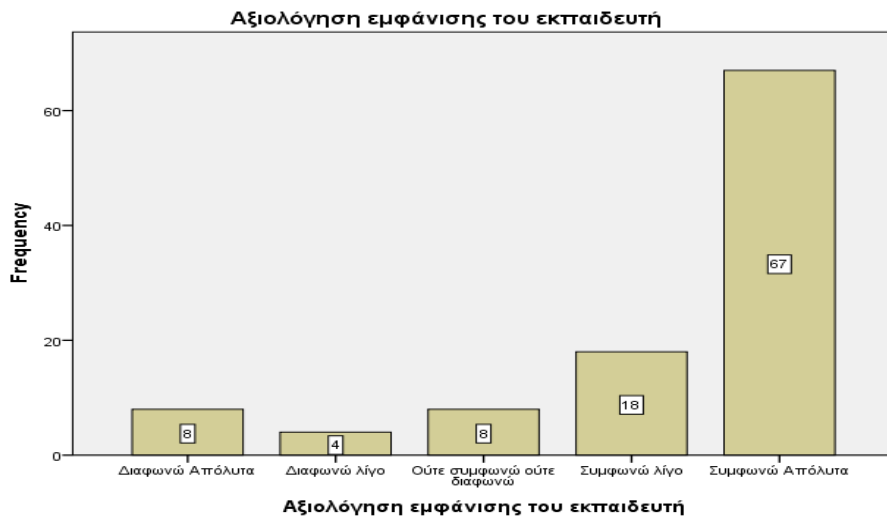 Αξιολόγηση εμφάνισης του εκπαιδευτή
60
40
20
0
Frequency
8
4
8
18
67
Διαφωνώ Απόλυτα
Διαφωνώ λίγο
Ούτε συμφωνώ ούτε
διαφωνώ
Συμφωνώ λίγο
Συμφωνώ Απόλυτα
Αξιολόγηση εμφάνισης του εκπαιδευτή